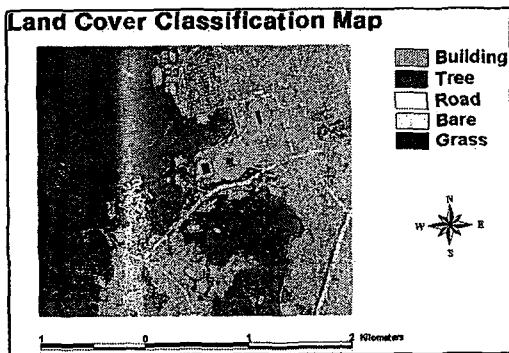 Land Cover Classification Map
Building
Tree
Road
Bare
Grass
N
W E
S
1 0 1 2 Kilometers